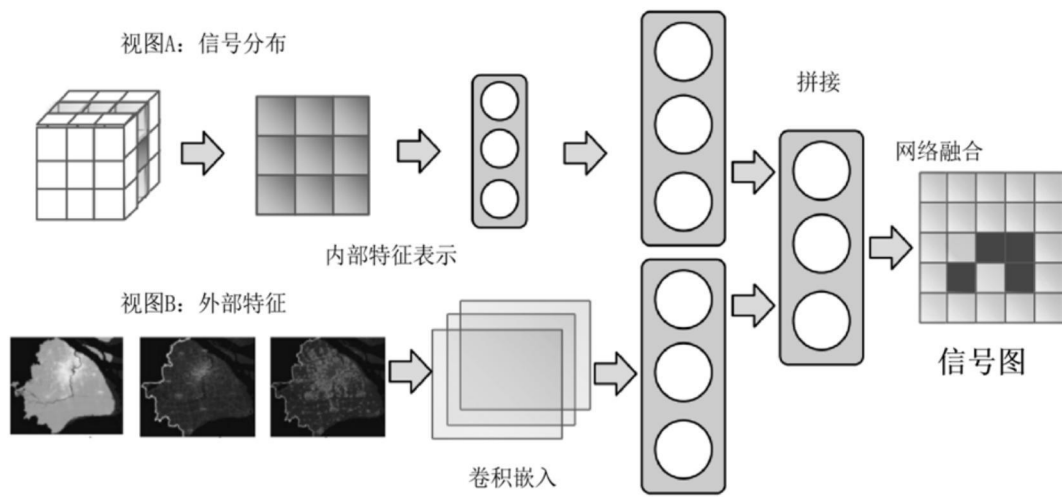 视图A：信号分布
拼接
网络融合
内部特征表示
视图B：外部特征
信号图
卷积嵌入